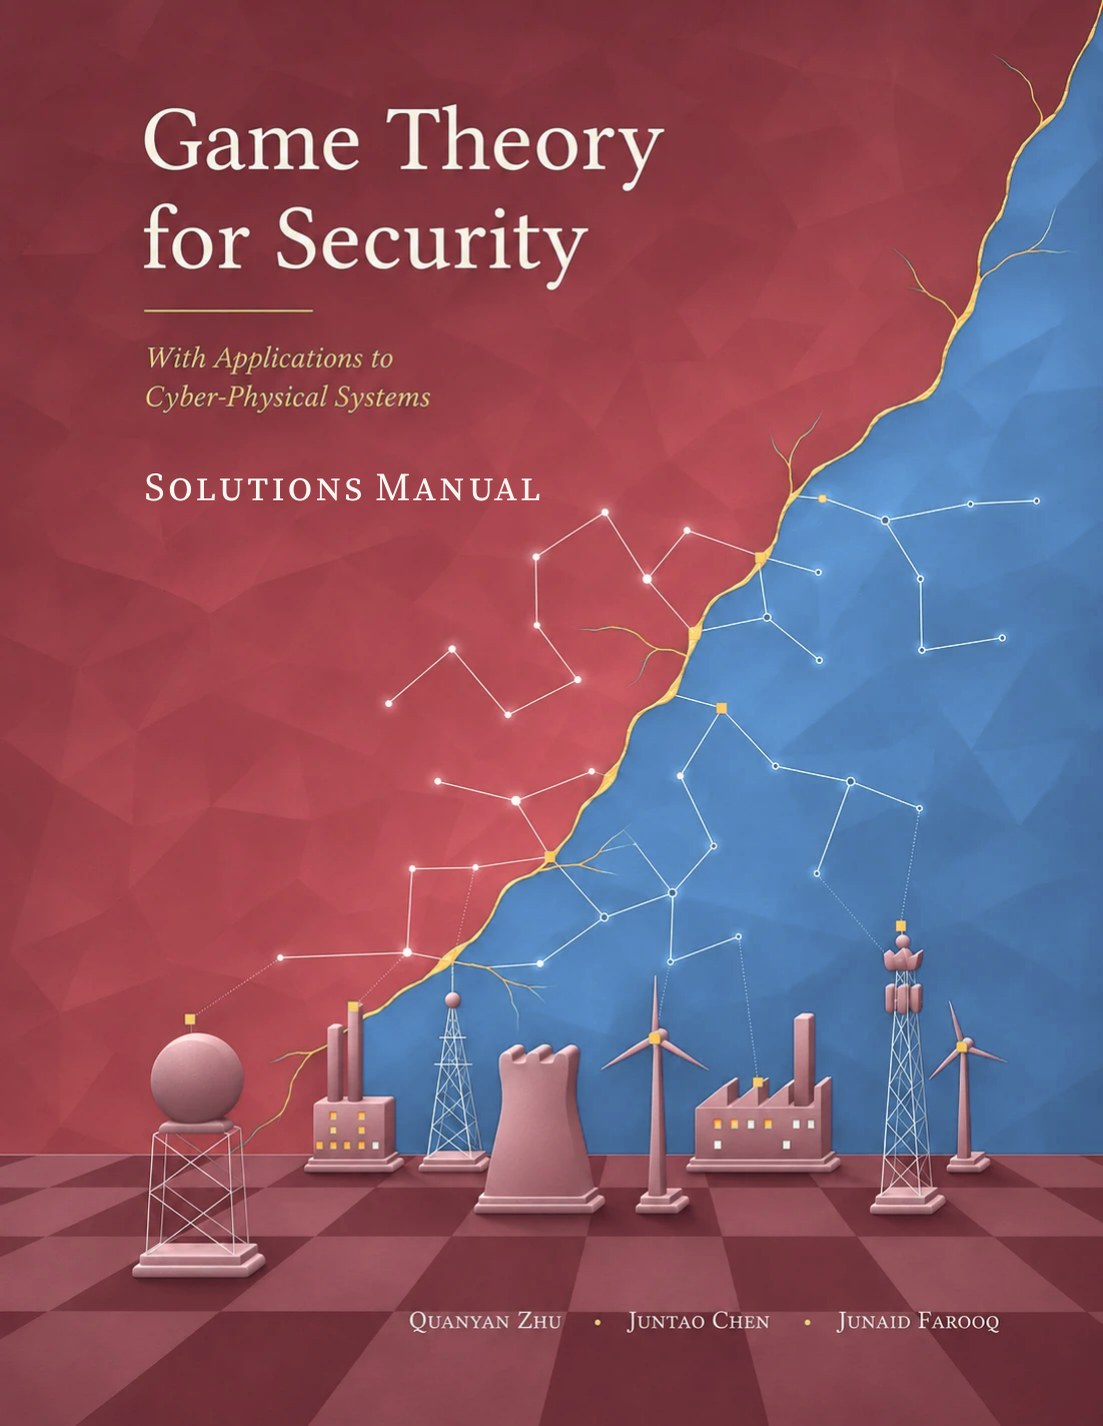 Game Theory
for Security
With Applications to
Cyber-Physical Systems
SOLUTIONS MANUAL
QUANYAN ZHU • JUNTAO CHEN • JUNAID FAROOQ